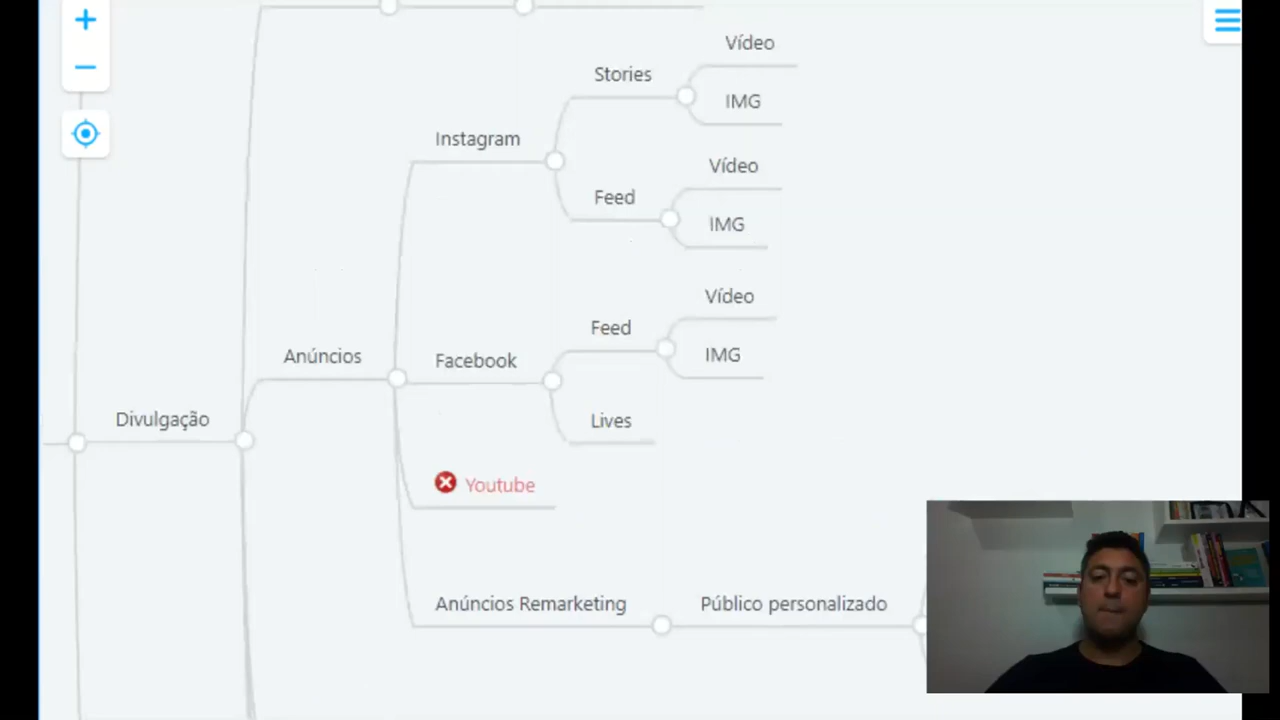 Vídeo
Stories
IMG
Instagram
Vídeo
Feed
IMG
Vídeo
Feed
IMG
Anúncios
Facebook
Lives
Divulgação
Youtube
Anúncios Remarketing
Público personalizado